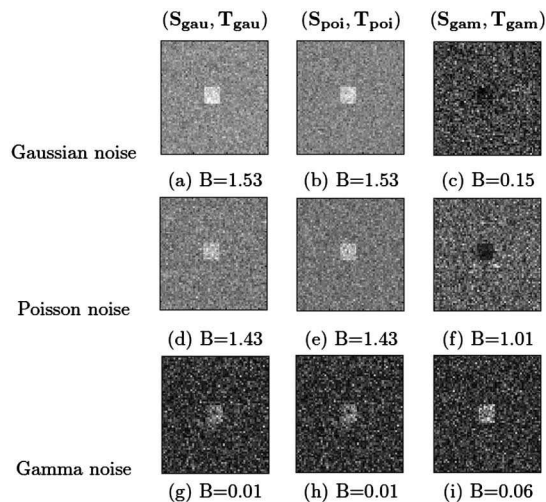 (S_gau, T_gau) (S_poi, T_poi) (S_gam, T_gam)
Gaussian noise
(a) B=1.53 (b) B=1.53 (c) B=0.15
Poisson noise
(d) B=1.43 (e) B=1.43 (f) B=1.01
Gamma noise
(g) B=0.01 (h) B=0.01 (i) B=0.06